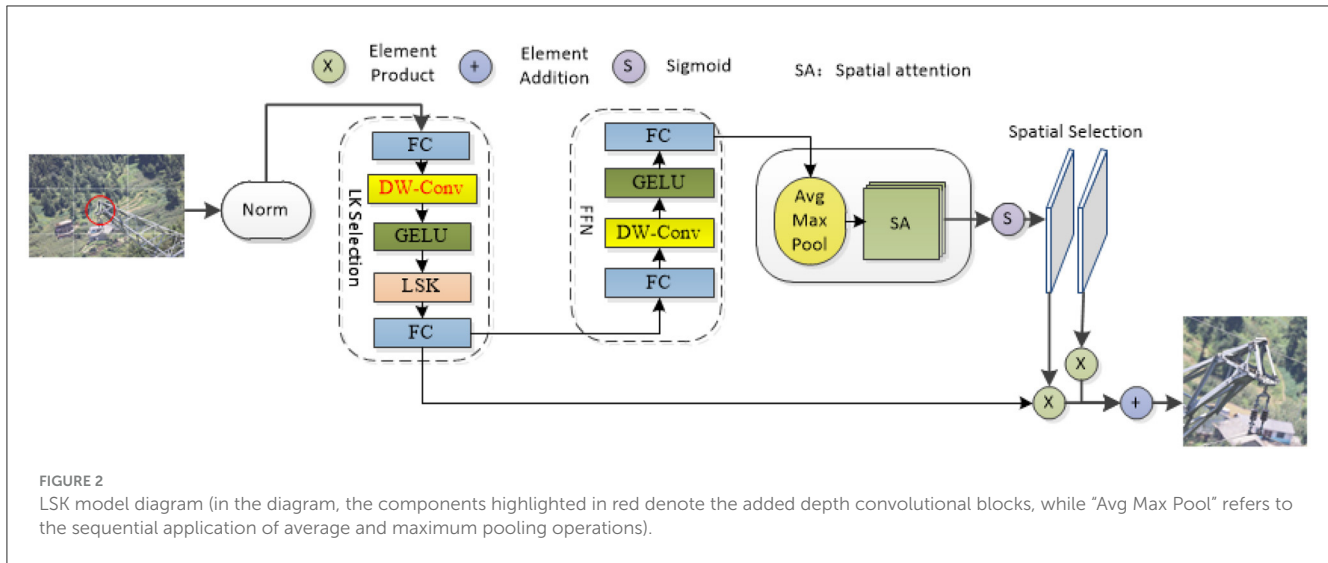 X
Element
Product
+
Element
Addition
S
Sigmoid
SA: Spatial attention
Norm
LK Selection
FC
DW-Conv
GELU
LSK
FC
FFN
FC
GELU
DW-Conv
FC
Avg
Max
Pool
SA
S
Spatial Selection
X
X
+
FIGURE 2
LSK model diagram (in the diagram, the components highlighted in red denote the added depth convolutional blocks, while “Avg Max Pool” refers to
the sequential application of average and maximum pooling operations).